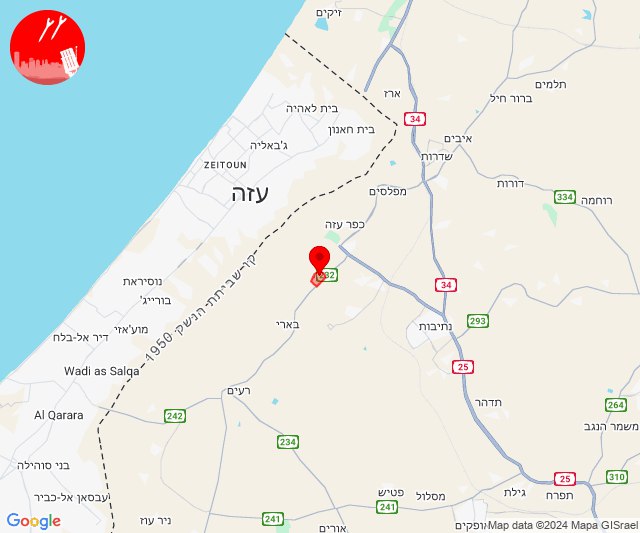 זיקים
תלמים
ארז
ברור חיל
בית לאהיה
34
בית חאנון
איבים
ג'באליה
שדרות
ZEITOUN
עזה
מפלסים
דורות
334
רוחמה
כפר עזה
קו שביתת-הנשק 1950
232
נוסיראת
34
בורייג'
293
בארי
נתיבות
מוע'אזי
דיר אל-בלח
Wadi as Salqa
25
רעים
תדהר
264
242
Al Qarara
משמר הנגב
234
בני סוהילה
25
310
עבסאן אל-כביר
פטיש
מסלול
גילת
תפרח
ניר עוז
241
241
אורים
אופקים
Google
Map data ©2024 Mapa GISrael